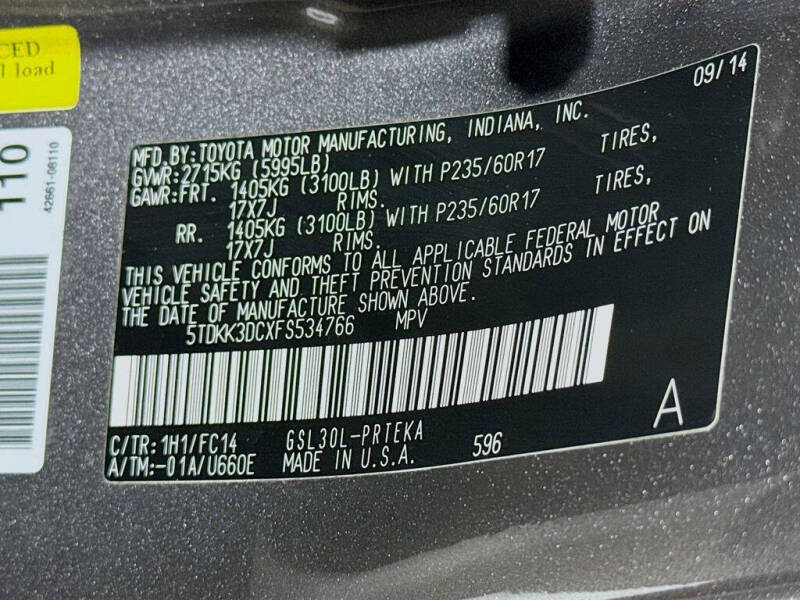 CED
l load
110
42661-08110
09/14
MFD. BY: TOYOTA MOTOR MANUFACTURING, INDIANA, INC.
GVWR: 2715KG (5995LB)
GAWR: FRT. 1405KG (3100LB) WITH P235/60R17 TIRES,
17X7J RIMS.
RR. 1405KG (3100LB) WITH P235/60R17 TIRES,
17X7J RIMS.
THIS VEHICLE CONFORMS TO ALL APPLICABLE FEDERAL MOTOR
VEHICLE SAFETY AND THEFT PREVENTION STANDARDS IN EFFECT ON
THE DATE OF MANUFACTURE SHOWN ABOVE.
5TDKK3DCXFS534766 MPV
A
C/TR: 1H1/FC14 GSL30L-PRTEKA
A/TM: -01A/U660E MADE IN U.S.A. 596